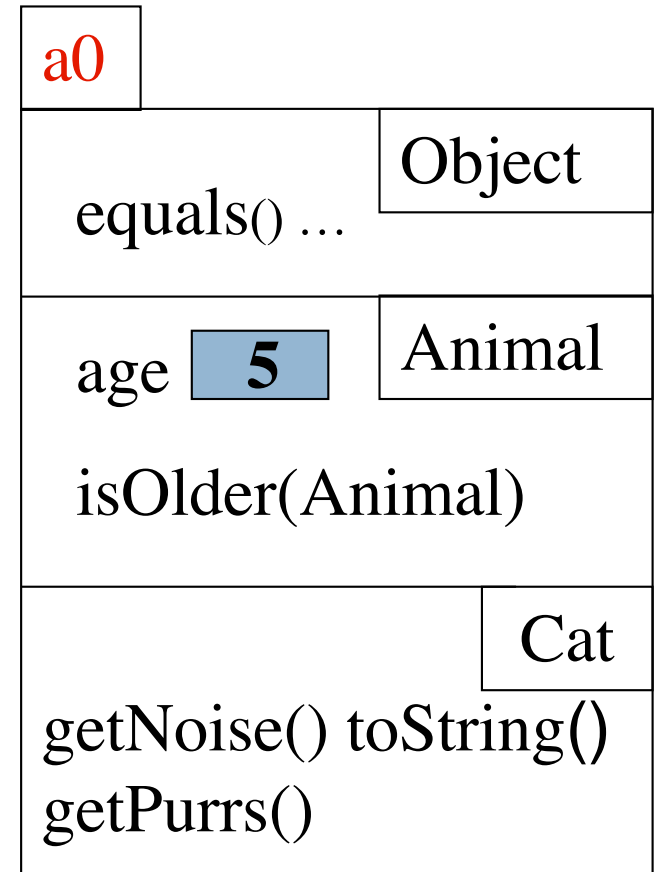 a0
Object
equals() ...
Animal
age 5
isOlder(Animal)
Cat
getNoise() toString()
getPurrs()